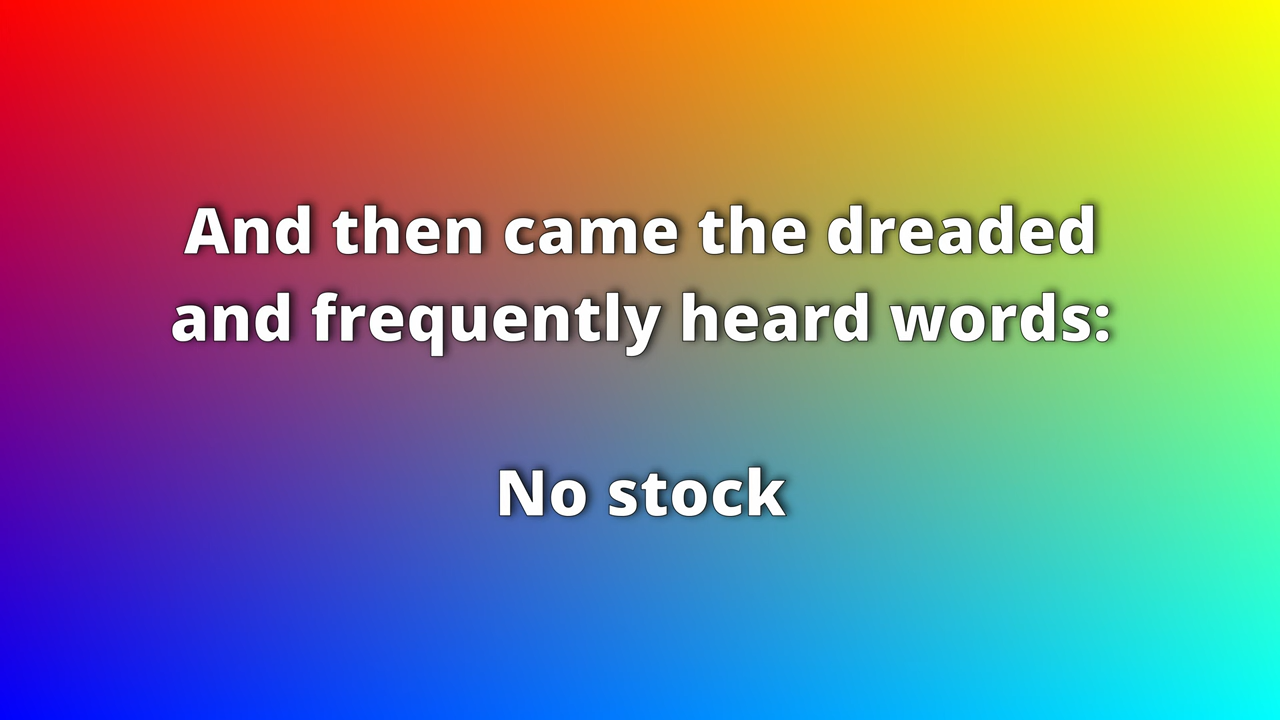 And then came the dreaded
and frequently heard words:
No stock